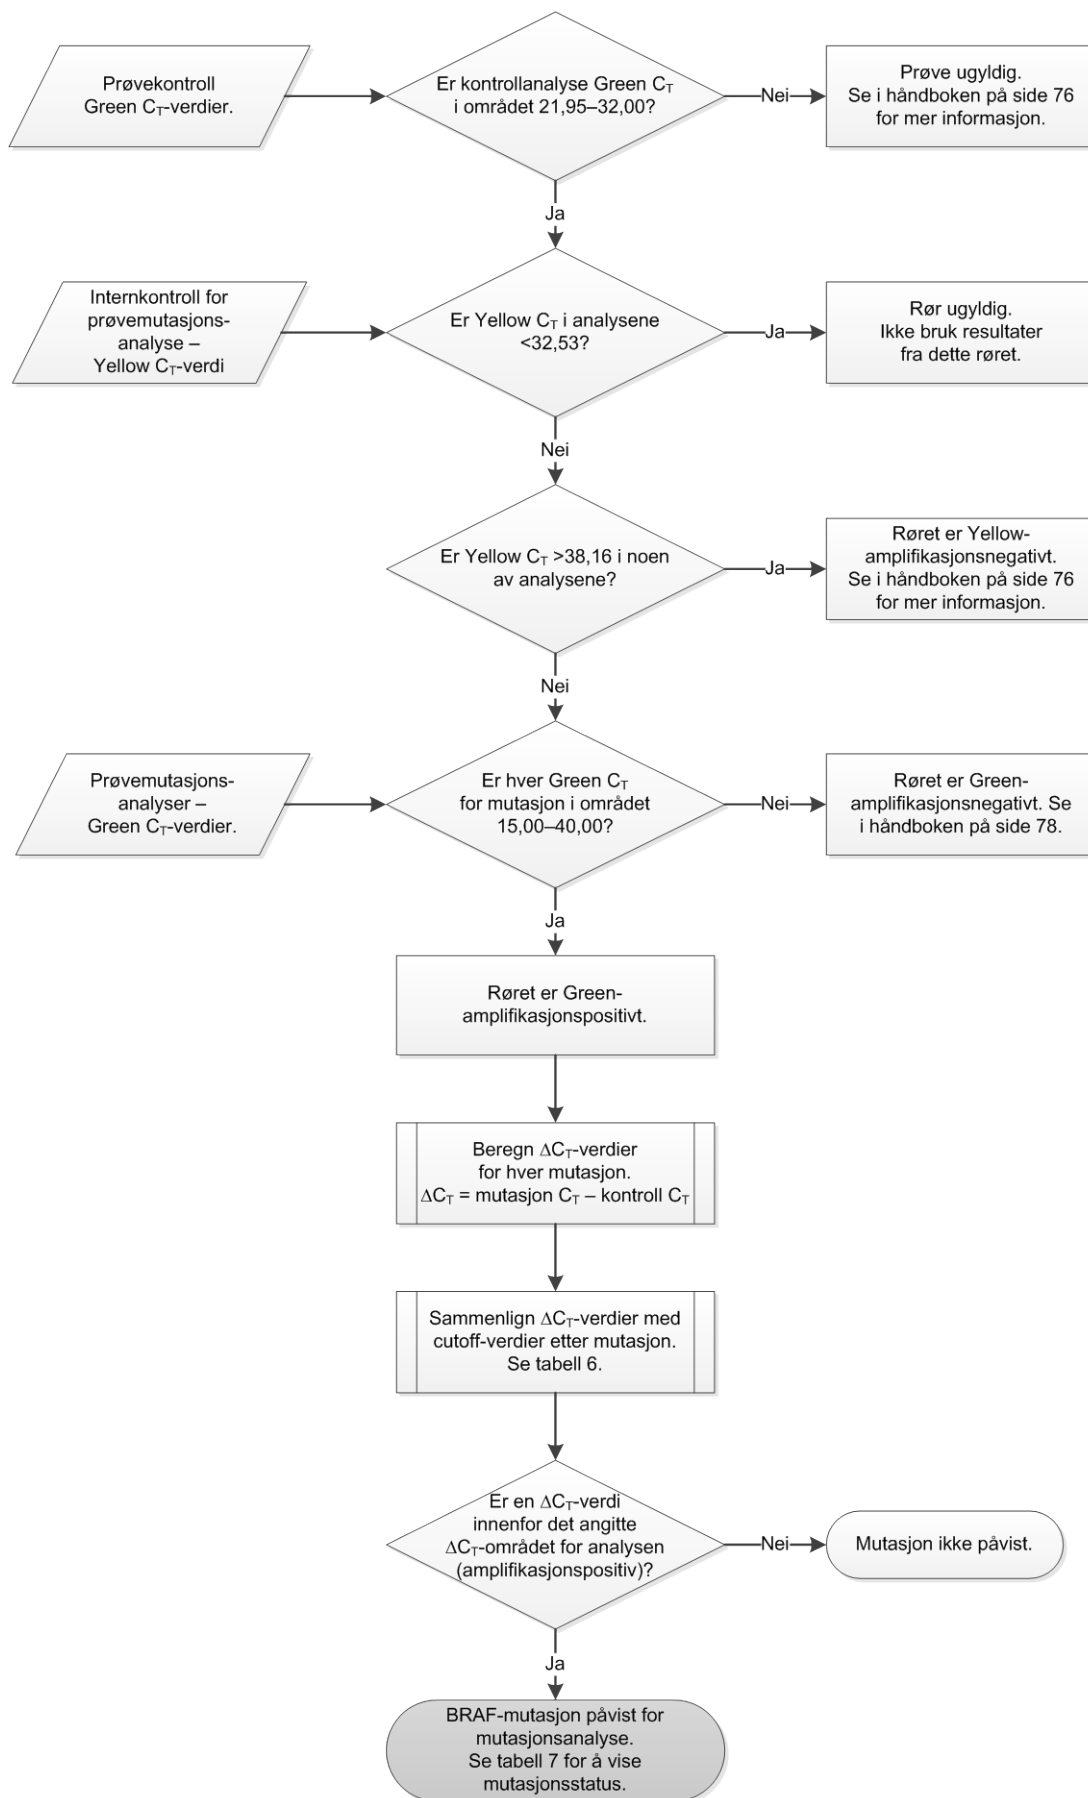 Prøvekontroll
Green CT-verdier.
Er kontrollanalyse Green CT
i området 21,95–32,00?
Nei
Prøve ugyldig.
Se i håndboken på side 76
for mer informasjon.
Ja
Internkontroll for
prøvemutasjons-
analyse –
Yellow CT-verdi
Er Yellow CT i analysene
<32,53?
Ja
Rør ugyldig.
Ikke bruk resultater
fra dette røret.
Nei
Er Yellow CT >38,16 i noen
av analysene?
Ja
Røret er Yellow-
amplifikasjonsnegativt.
Se i håndboken på side 76
for mer informasjon.
Nei
Prøvemutasjons-
analyser –
Green CT-verdier.
Er hver Green CT
for mutasjon i området
15,00–40,00?
Nei
Røret er Green-
amplifikasjonsnegativt. Se
i håndboken på side 78.
Ja
Røret er Green-
amplifikasjonspositivt.
Beregn ΔCT-verdier
for hver mutasjon.
ΔCT = mutasjon CT – kontroll CT
Sammenlign ΔCT-verdier med
cutoff-verdier etter mutasjon.
Se tabell 6.
Er en ΔCT-verdi
innenfor det angitte
ΔCT-området for analysen
(amplifikasjonspositiv)?
Nei
Mutasjon ikke påvist.
Ja
BRAF-mutasjon påvist for
mutasjonsanalyse.
Se tabell 7 for å vise
mutasjonsstatus.